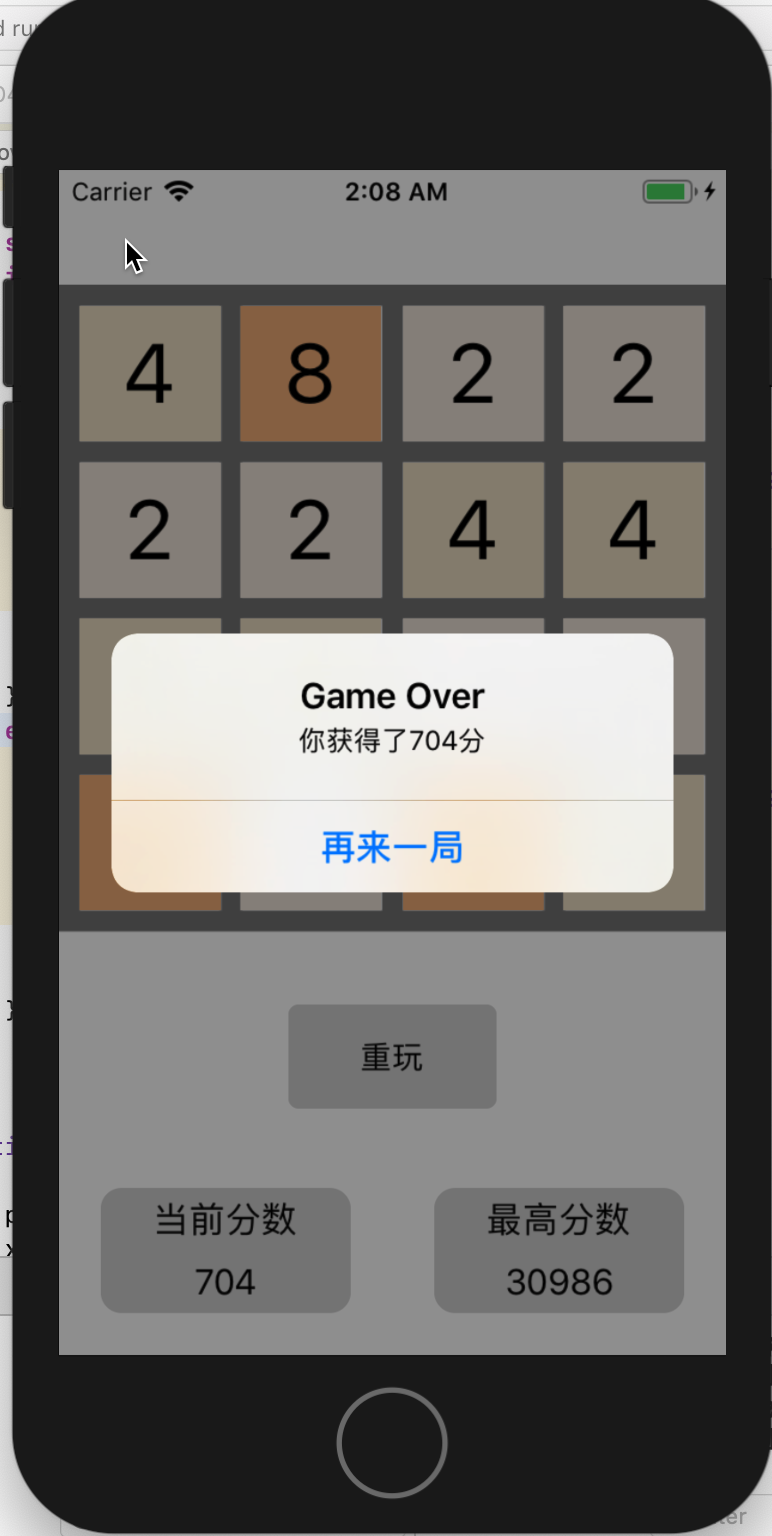 Carrier 2:08 AM
4 8 2 2
2 2 4 4
Game Over
你获得了704分
再来一局
重玩
当前分数 最高分数
704 30986